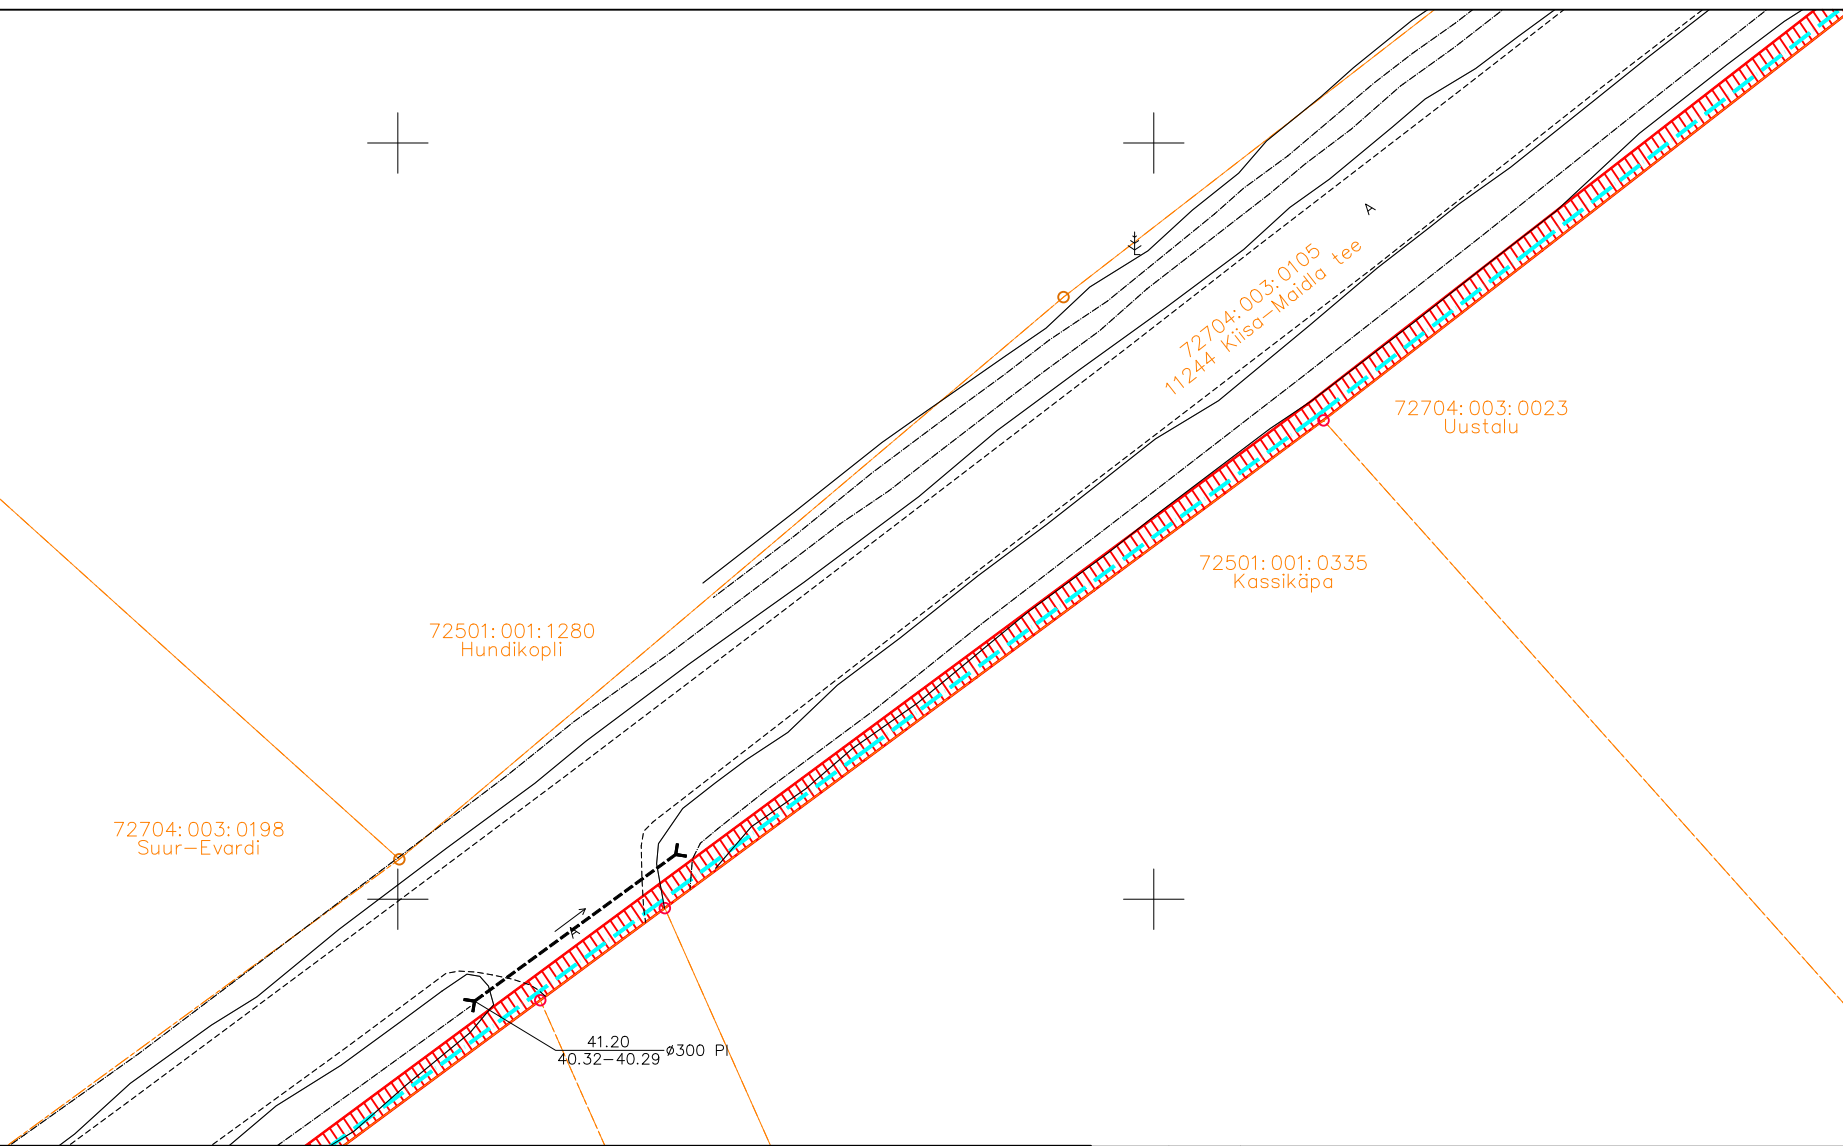 A
72704:003:0105
11244 Kiisa-Maidla tee
72704:003:0023
Uustalu
72501:001:0335
Kassikäpa
72501:001:1280
Hundikopli
72704:003:0198
Suur-Evardi
A
41.20
40.32-40.29
ø300 Pl